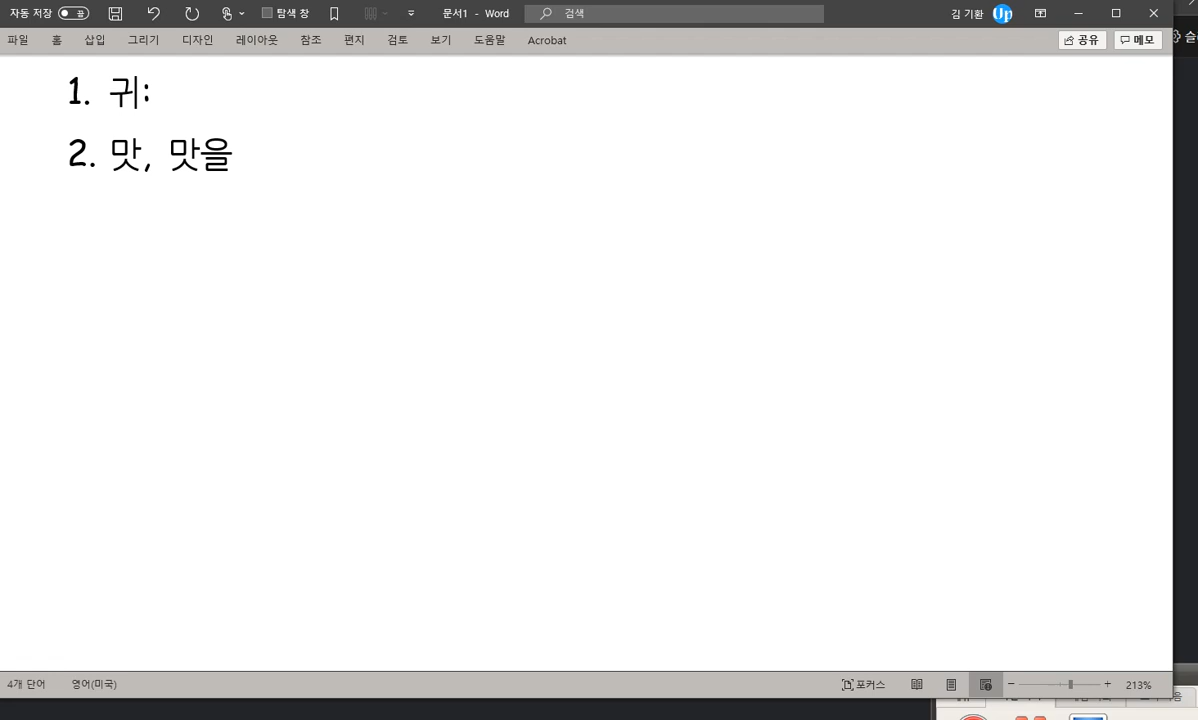 자동 저장 끔 탐색 창 문서1 - Word 검색 김 기환 Up
파일 홈 삽입 그리기 디자인 레이아웃 참조 편지 검토 보기 도움말 Acrobat 공유 메모
1. 귀:
2. 맛, 맛을
4개 단어 영어(미국) 포커스 213%